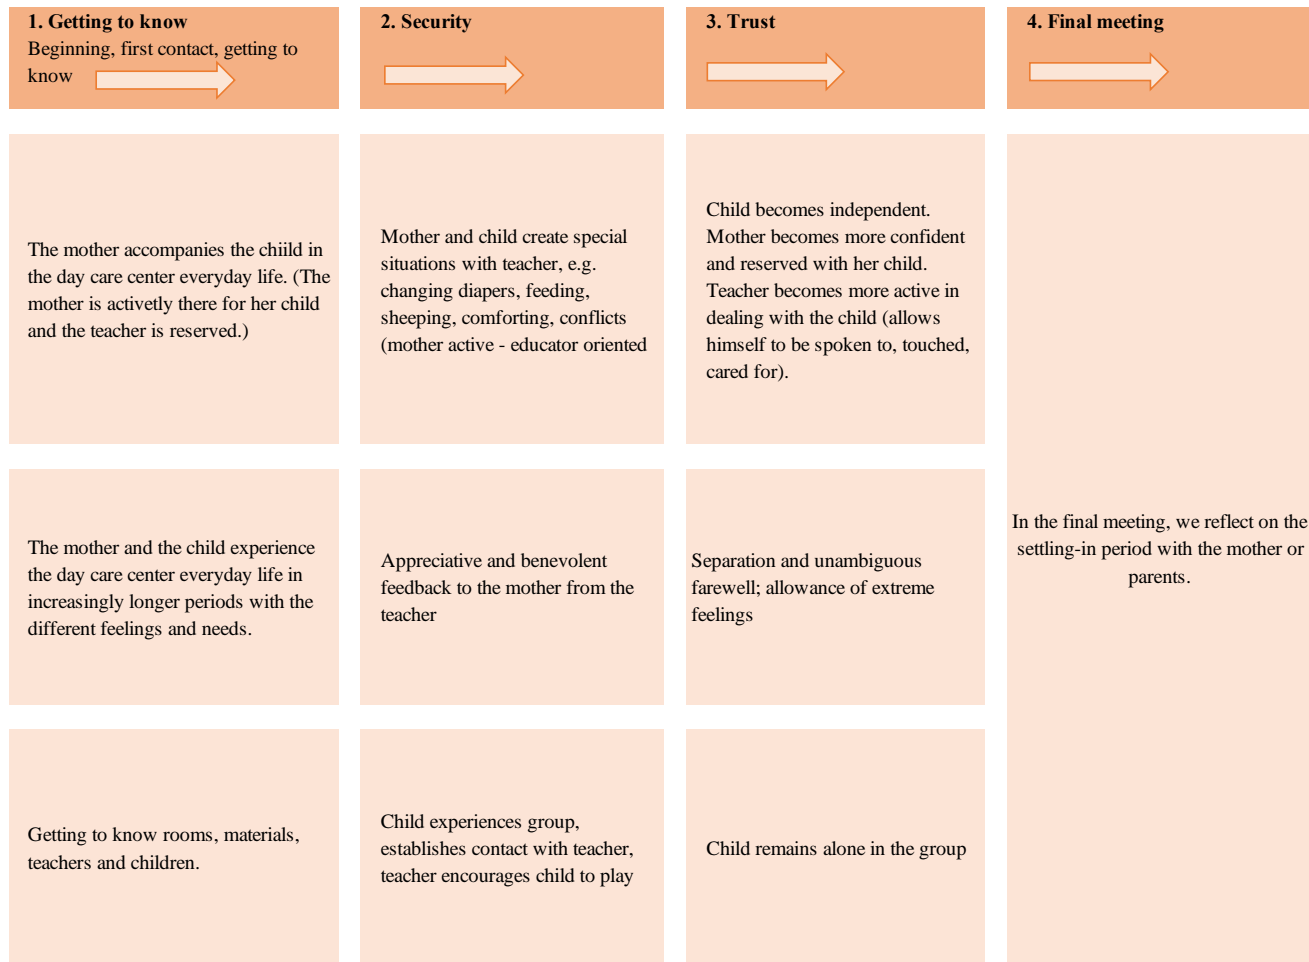 1. Getting to know
Beginning, first contact, getting to
know
2. Security
3. Trust
4. Final meeting
The mother accompanies the chiild in
the day care center everyday life. (The
mother is activetly there for her child
and the teacher is reserved.)
Mother and child create special
situations with teacher, e.g.
changing diapers, feeding,
sheeping, comforting, conflicts
(mother active - educator oriented
Child becomes independent.
Mother becomes more confident
and reserved with her child.
Teacher becomes more active in
dealing with the child (allows
himself to be spoken to, touched,
cared for).
The mother and the child experience
the day care center everyday life in
increasingly longer periods with the
different feelings and needs.
Appreciative and benevolent
feedback to the mother from the
teacher
Separation and unambiguous
farewell; allowance of extreme
feelings
In the final meeting, we reflect on the
settling-in period with the mother or
parents.
Getting to know rooms, materials,
teachers and children.
Child experiences group,
establishes contact with teacher,
teacher encourages child to play
Child remains alone in the group